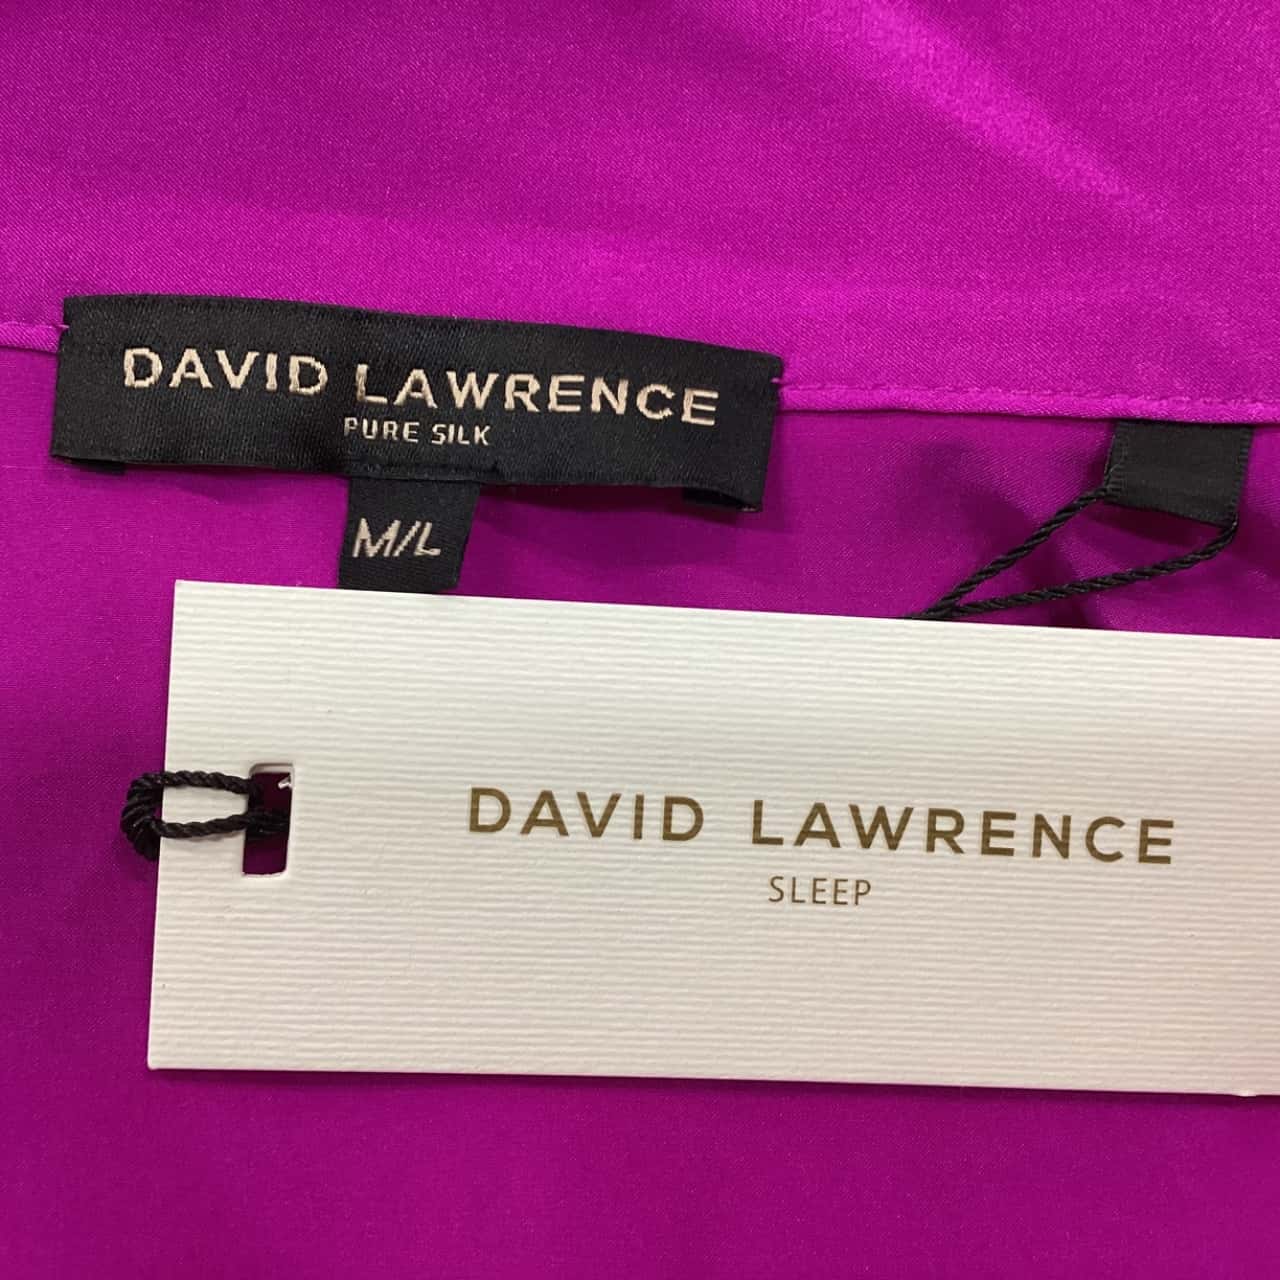 DAVID LAWRENCE
PURE SILK
M/L
DAVID LAWRENCE
SLEEP